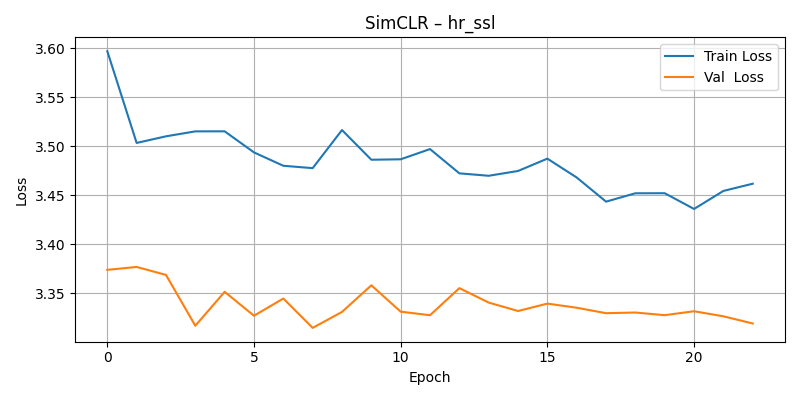 SimCLR – hr_ssl
3.60
3.55
3.50
3.45
3.40
3.35
Loss
Train Loss
Val  Loss
0 5 10 15 20
Epoch